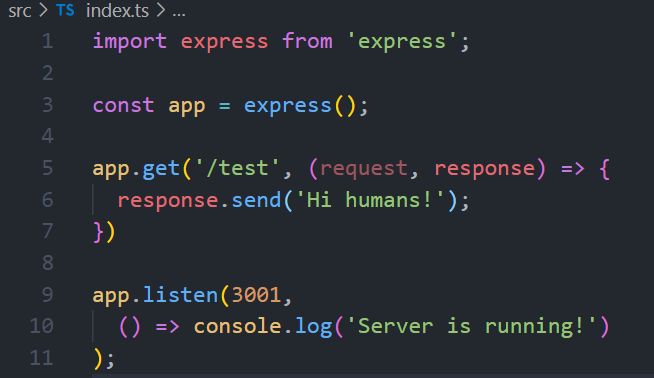 src > TS index.ts > ...
1 import express from 'express';
2
3 const app = express();
4
5 app.get('/test', (request, response) => {
6   response.send('Hi humans!');
7 })
8
9 app.listen(3001,
10   () => console.log('Server is running!')
11 );